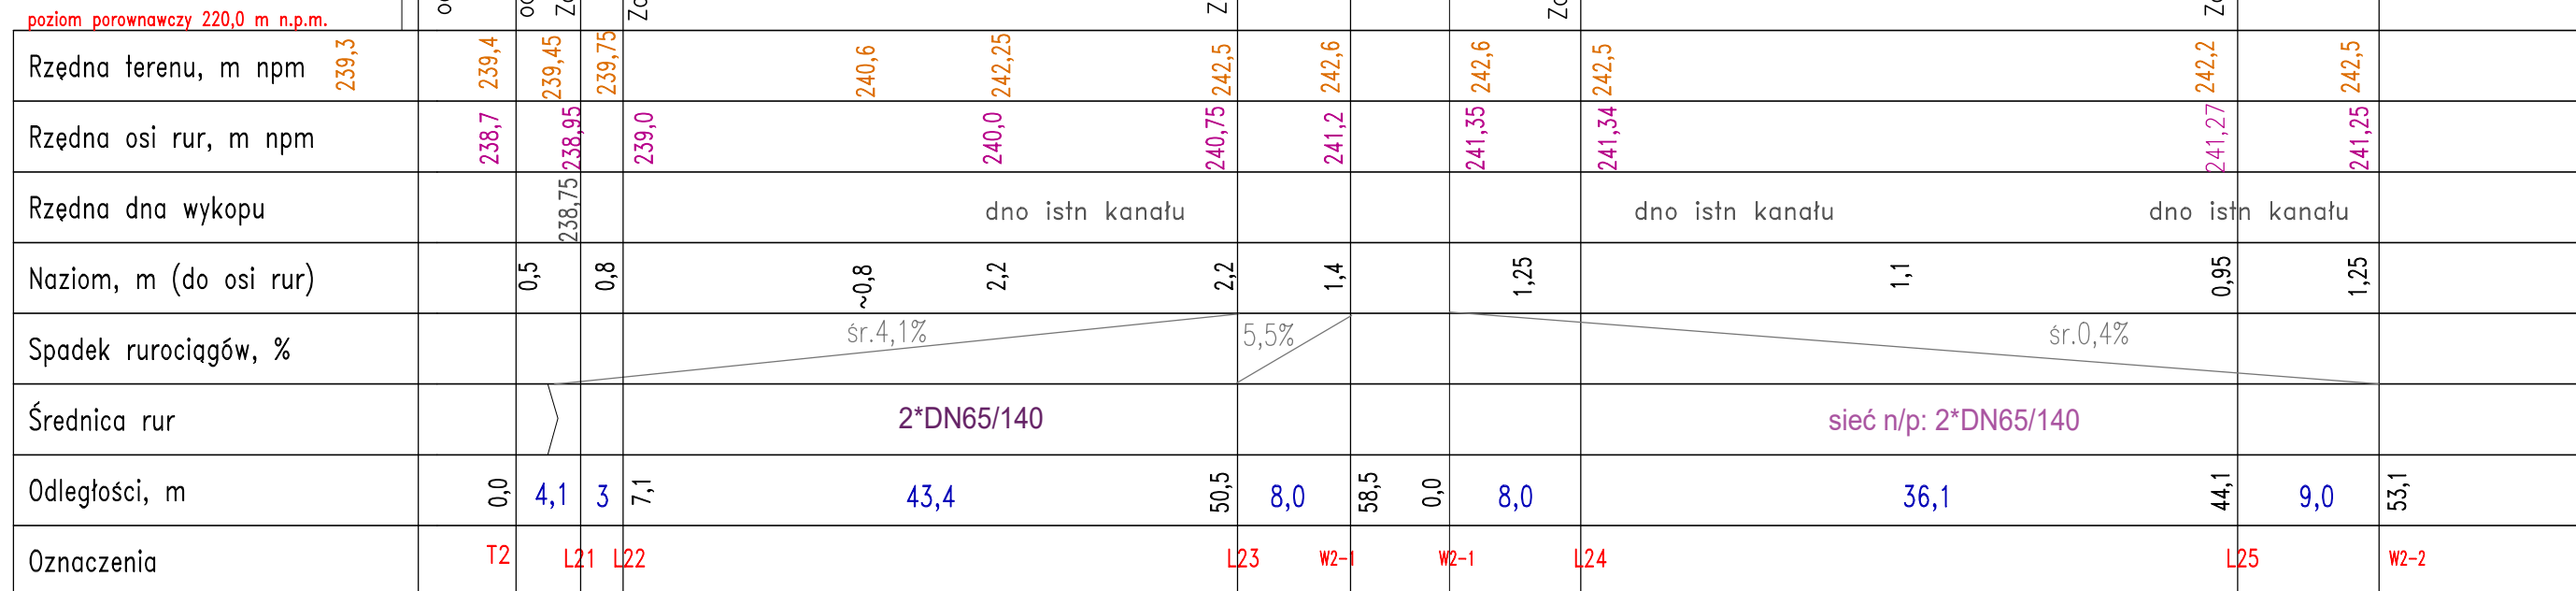 poziom porownawczy 220,0 m n.p.m.
Rzędna terenu, m npm 239,3 239,4 239,45 239,75 240,6 242,25 242,5 242,6 242,6 242,5 242,2 242,5
Rzędna osi rur, m npm 238,7 238,95 239,0 240,0 240,75 241,2 241,35 241,34 241,27 241,25
Rzędna dna wykopu 238,75 dno istn kanału dno istn kanału dno istn kanału
Naziom, m (do osi rur) 0,5 0,8 ~0,8 2,2 2,2 1,4 1,25 1,1 0,95 1,25
Spadek rurociągów, % śr.4,1% 5,5% śr.0,4%
Średnica rur 2*DN65/140 sieć n/p: 2*DN65/140
Odległości, m 0,0 4,1 3 7,1 43,4 50,5 8,0 58,5 0,0 8,0 36,1 44,1 9,0 53,1
Oznaczenia T2 L21 L22 L23 W2-1 W2-1 L24 L25 W2-2